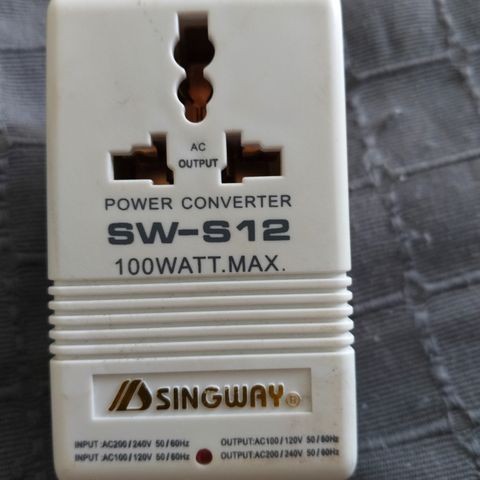 AC
OUTPUT
POWER CONVERTER
SW-S12
100WATT.MAX.
SINGWAY®
INPUT:AC200/240V 50/60Hz OUTPUT:AC100/120V 50/60Hz
INPUT:AC100/120V 50/60Hz OUTPUT:AC200/240V 50/60Hz